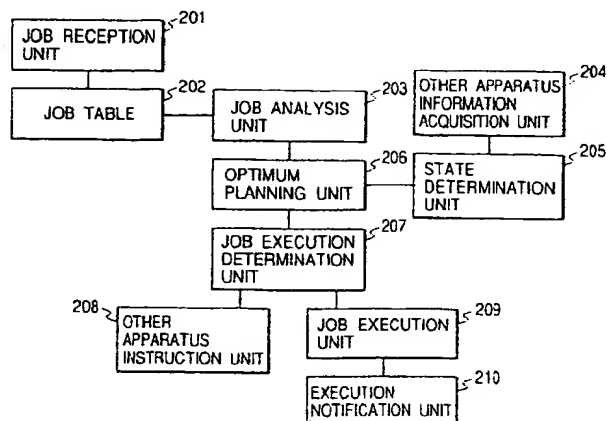 201
JOB RECEPTION
UNIT
202
JOB TABLE
203
JOB ANALYSIS
UNIT
204
OTHER APPARATUS
INFORMATION
ACQUISITION UNIT
205
STATE
DETERMINATION
UNIT
206
OPTIMUM
PLANNING UNIT
207
JOB EXECUTION
DETERMINATION
UNIT
208
OTHER
APPARATUS
INSTRUCTION UNIT
209
JOB EXECUTION
UNIT
210
EXECUTION
NOTIFICATION UNIT